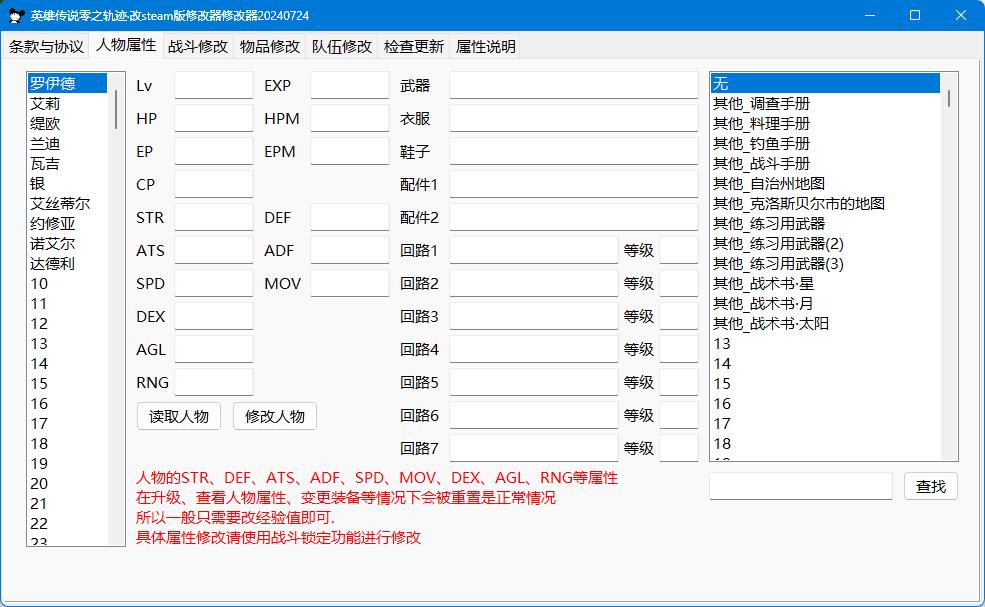 英雄传说零之轨迹·改steam版修改器修改器20240724
条款与协议 人物属性 战斗修改 物品修改 队伍修改 检查更新 属性说明
罗伊德
艾莉
缇欧
兰迪
瓦吉
银
艾丝蒂尔
约修亚
诺艾尔
达德利
10
11
12
13
14
15
16
17
18
19
20
21
22
23
Lv EXP
HP HPM
EP EPM
CP
STR DEF
ATS ADF
SPD MOV
DEX
AGL
RNG
读取人物 修改人物
武器
衣服
鞋子
配件1
配件2
回路1 等级
回路2 等级
回路3 等级
回路4 等级
回路5 等级
回路6 等级
回路7 等级
人物的STR、DEF、ATS、ADF、SPD、MOV、DEX、AGL、RNG等属性
在升级、查看人物属性、变更装备等情况下会被重置是正常情况
所以一般只需要改经验值即可.
具体属性修改请使用战斗锁定功能进行修改
无
其他_调查手册
其他_料理手册
其他_钓鱼手册
其他_战斗手册
其他_自治州地图
其他_克洛斯贝尔市的地图
其他_练习用武器
其他_练习用武器(2)
其他_练习用武器(3)
其他_战术书·星
其他_战术书·月
其他_战术书·太阳
13
14
15
16
17
18
查找